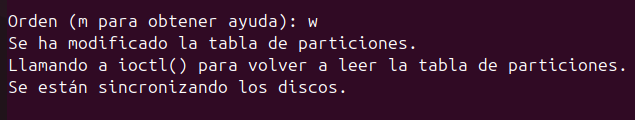 Orden (m para obtener ayuda): w
Se ha modificado la tabla de particiones.
Llamando a ioctl() para volver a leer la tabla de particiones.
Se están sincronizando los discos.